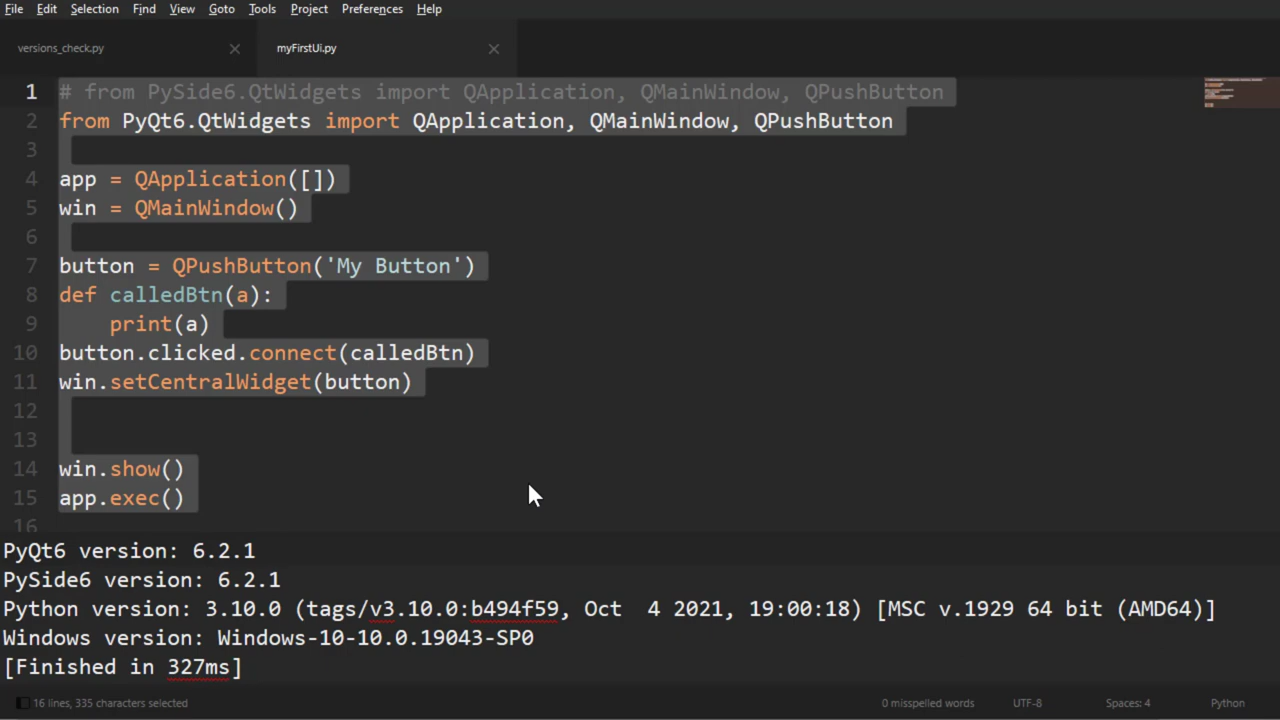 File Edit Selection Find View Goto Tools Project Preferences Help
versions_check.py myFirstUi.py
1 # from PySide6.QtWidgets import QApplication, QMainWindow, QPushButton
2 from PyQt6.QtWidgets import QApplication, QMainWindow, QPushButton
3
4 app = QApplication([])
5 win = QMainWindow()
6
7 button = QPushButton('My Button')
8 def calledBtn(a):
9     print(a)
10 button.clicked.connect(calledBtn)
11 win.setCentralWidget(button)
12
13
14 win.show()
15 app.exec()
16
PyQt6 version: 6.2.1
PySide6 version: 6.2.1
Python version: 3.10.0 (tags/v3.10.0:b494f59, Oct  4 2021, 19:00:18) [MSC v.1929 64 bit (AMD64)]
Windows version: Windows-10-10.0.19043-SP0
[Finished in 327ms]
16 lines, 335 characters selected 0 misspelled words UTF-8 Spaces: 4 Python